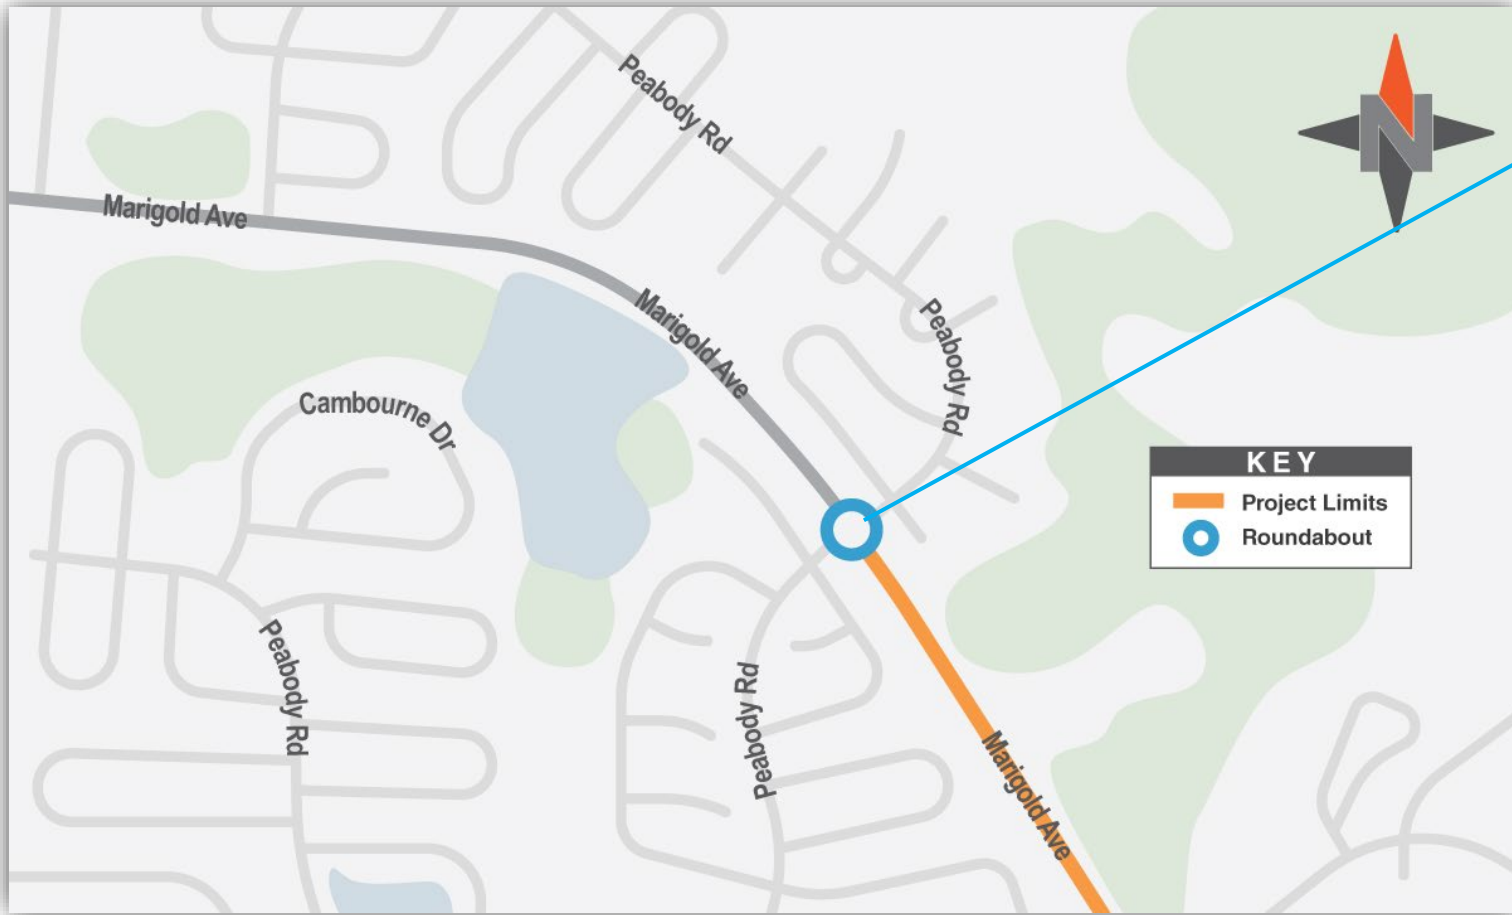 Peabody Rd
N
Marigold Ave
Marigold Ave
Peabody Rd
Cambourne Dr
KEY
Project Limits
Roundabout
Peabody Rd
Peabody Rd
Marigold Ave